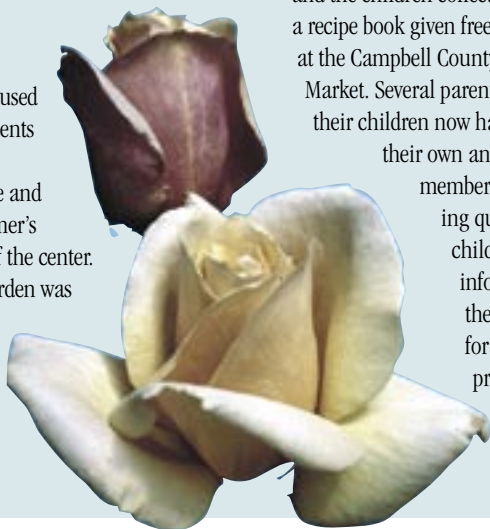 used
ents
e and
ner's
f the center.
rden was
and the children collec
a recipe book given free
at the Campbell County
Market. Several paren
their children now ha
their own an
member
ing qu
child
info
the
for
pr